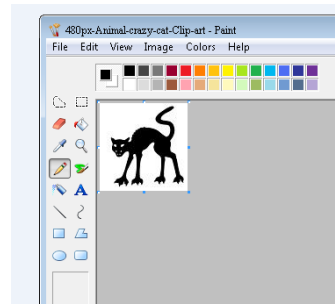 480px-Animal-crazy-cat-Clip-art - Paint
File Edit View Image Colors Help
A